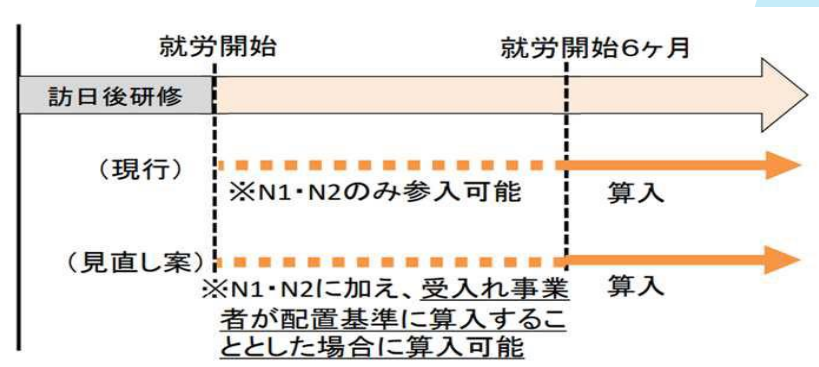 就労開始
就労開始６ヶ月
訪日後研修
（現行）
※N1・N2のみ参入可能
算入
（見直し案）
※N1・N2に加え、受入れ事業
者が配置基準に算入するこ
ととした場合に算入可能
算入